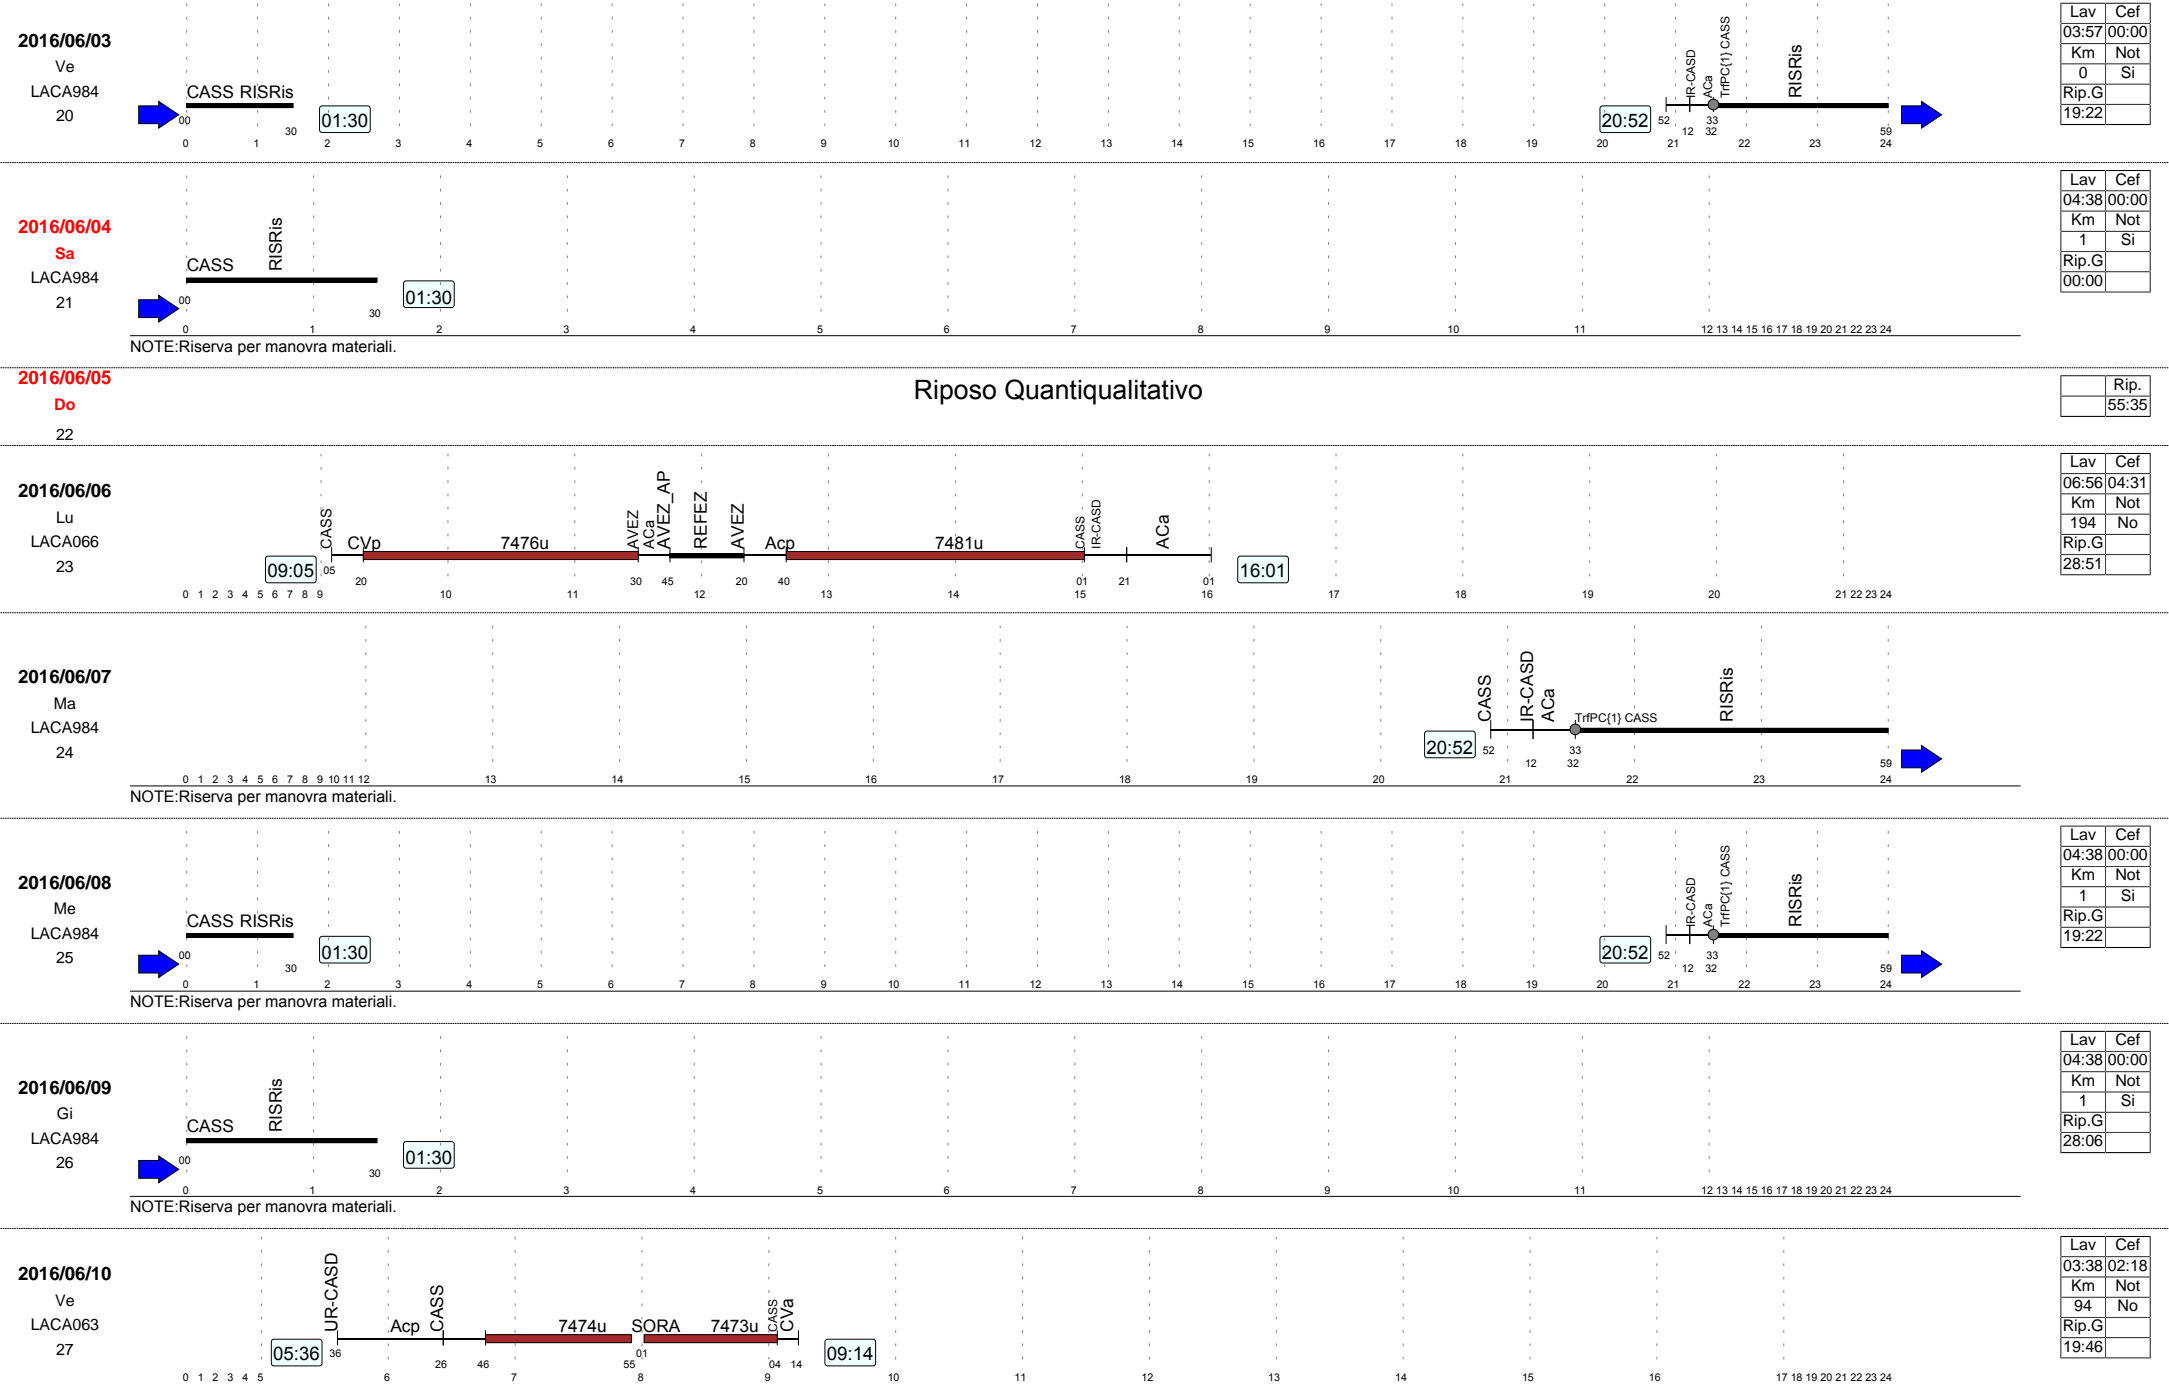 2016/06/03
Ve
LACA984
20
CASS RISRis
00
30
01:30
20:52
52
IR-CASD
12
ACa
TrfPC{1} CASS
33
32
RISRis
59
0 1 2 3 4 5 6 7 8 9 10 11 12 13 14 15 16 17 18 19 20 21 22 23 24
Lav Cef
03:57 00:00
Km Not
0 Si
Rip.G
19:22
2016/06/04
Sa
LACA984
21
CASS
RISRis
00
30
01:30
0 1 2 3 4 5 6 7 8 9 10 11 12 13 14 15 16 17 18 19 20 21 22 23 24
NOTE:Riserva per manovra materiali.
Lav Cef
04:38 00:00
Km Not
1 Si
Rip.G
00:00
2016/06/05
Do
22
Riposo Quantiqualitativo
Rip.
55:35
2016/06/06
Lu
LACA066
23
09:05
CASS
05
CVp
20
7476u
AVEZ
30
ACa
AVEZ_AP
45
REFEZ
AVEZ
20
Acp
40
7481u
CASS
01
IR-CASD
21
ACa
01
16:01
0 1 2 3 4 5 6 7 8 9 10 11 12 13 14 15 16 17 18 19 20 21 22 23 24
Lav Cef
06:56 04:31
Km Not
194 No
Rip.G
28:51
2016/06/07
Ma
LACA984
24
20:52
CASS
52
IR-CASD
12
ACa
TrfPC{1} CASS
33
32
RISRis
59
0 1 2 3 4 5 6 7 8 9 10 11 12 13 14 15 16 17 18 19 20 21 22 23 24
NOTE:Riserva per manovra materiali.
2016/06/08
Me
LACA984
25
CASS RISRis
00
30
01:30
20:52
52
IR-CASD
12
ACa
TrfPC{1} CASS
33
32
RISRis
59
0 1 2 3 4 5 6 7 8 9 10 11 12 13 14 15 16 17 18 19 20 21 22 23 24
NOTE:Riserva per manovra materiali.
Lav Cef
04:38 00:00
Km Not
1 Si
Rip.G
19:22
2016/06/09
Gi
LACA984
26
CASS
RISRis
00
30
01:30
0 1 2 3 4 5 6 7 8 9 10 11 12 13 14 15 16 17 18 19 20 21 22 23 24
NOTE:Riserva per manovra materiali.
Lav Cef
04:38 00:00
Km Not
1 Si
Rip.G
28:06
2016/06/10
Ve
LACA063
27
05:36
UR-CASD
36
Acp
CASS
26
46
7474u
55
SORA
01
7473u
CASS
04
CVa
14
09:14
0 1 2 3 4 5 6 7 8 9 10 11 12 13 14 15 16 17 18 19 20 21 22 23 24
Lav Cef
03:38 02:18
Km Not
94 No
Rip.G
19:46